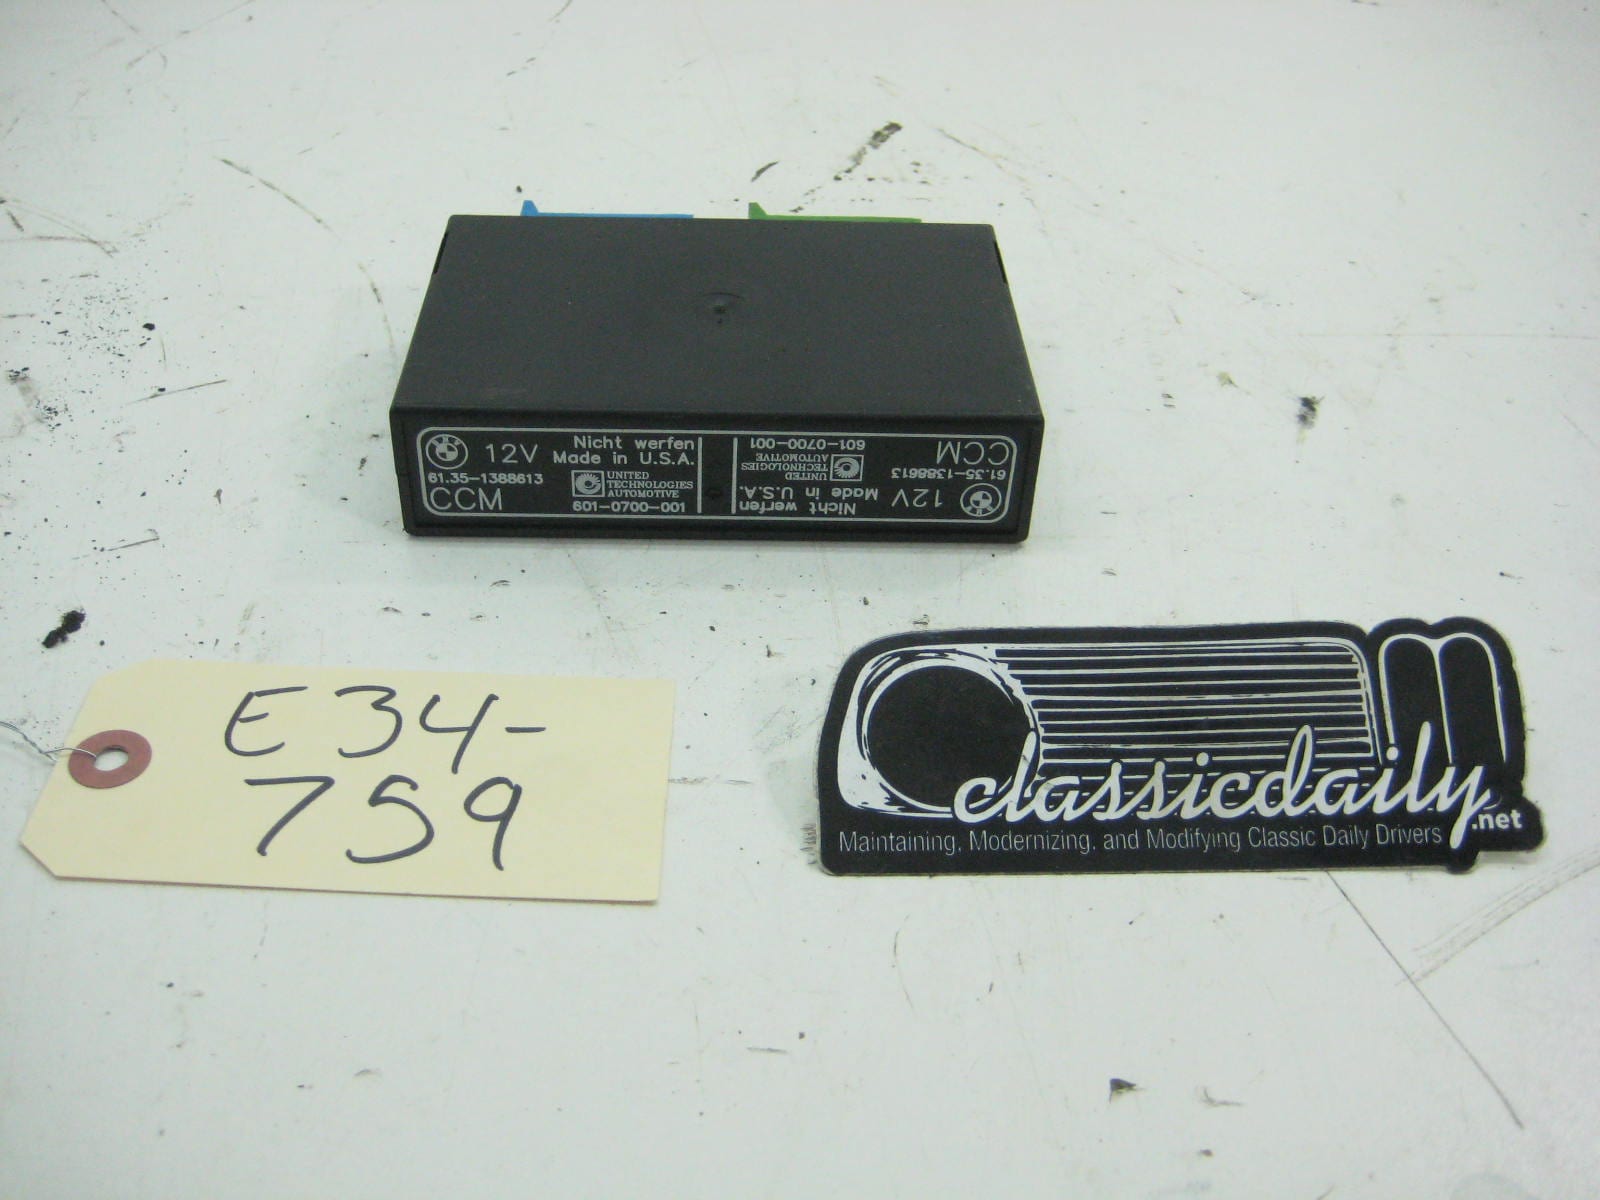 12V
Nicht werfen
Made in U.S.A.
61.35-1388613
CCM
UNITED
TECHNOLOGIES
AUTOMOTIVE
601-0700-001
12V
Nicht werfen
Made in U.S.A.
61.35-1388613
CCM
UNITED
TECHNOLOGIES
AUTOMOTIVE
601-0700-001
E34-
759
classicdaily.net
Maintaining, Modernizing, and Modifying Classic Daily Drivers